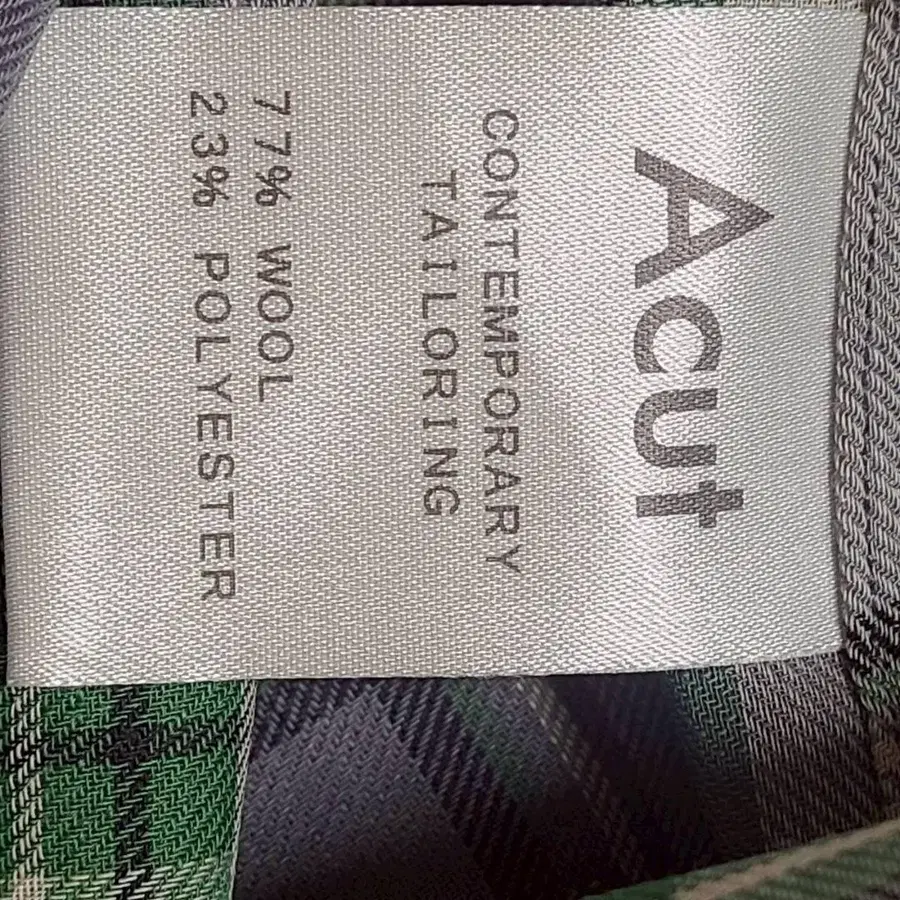 Acut
CONTEMPORARY
TAILORING
77% WOOL
23% POLYESTER